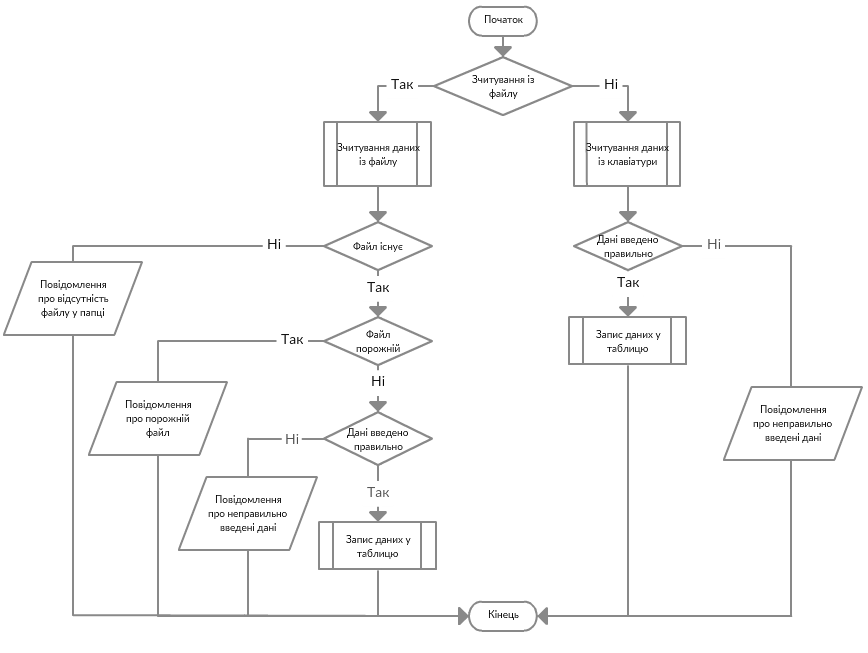 Початок
Зчитування із
файлу
Так
Ні
Зчитування даних
із файлу
Зчитування даних
із клавіатури
Файл існує
Ні
Так
Дані введено
правильно
Ні
Так
Повідомлення
про відсутність
файлу у папці
Файл
порожній
Так
Ні
Запис даних у
таблицю
Повідомлення
про порожній
файл
Повідомлення
про неправильно
введені дані
Дані введено
правильно
Ні
Так
Повідомлення
про неправильно
введені дані
Запис даних у
таблицю
Кінець